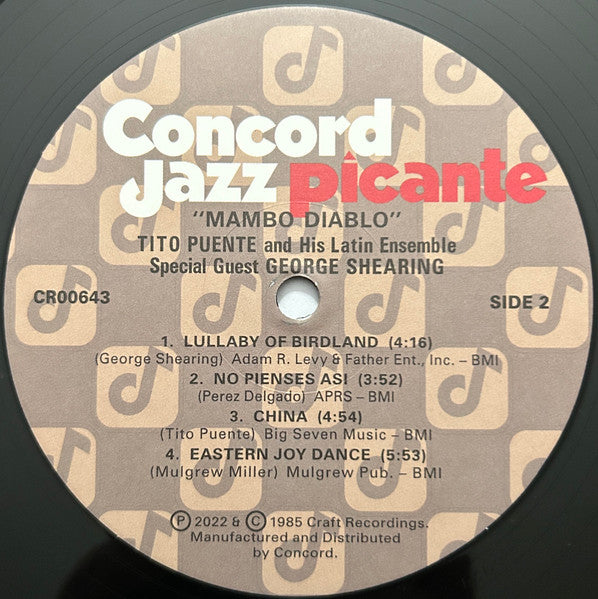 Concord
Jazz picante
"MAMBO DIABLO"
TITO PUENTE and His Latin Ensemble
Special Guest GEORGE SHEARING
CR00643
SIDE 2
1. LULLABY OF BIRDLAND (4:16)
(George Shearing) Adam R. Levy & Father Ent., Inc. – BMI
2. NO PIENSES ASI (3:52)
(Perez Delgado) APRS – BMI
3. CHINA (4:54)
(Tito Puente) Big Seven Music – BMI
4. EASTERN JOY DANCE (5:53)
(Mulgrew Miller) Mulgrew Pub. – BMI
Ⓟ 2022 & Ⓒ 1985 Craft Recordings.
Manufactured and Distributed
by Concord.